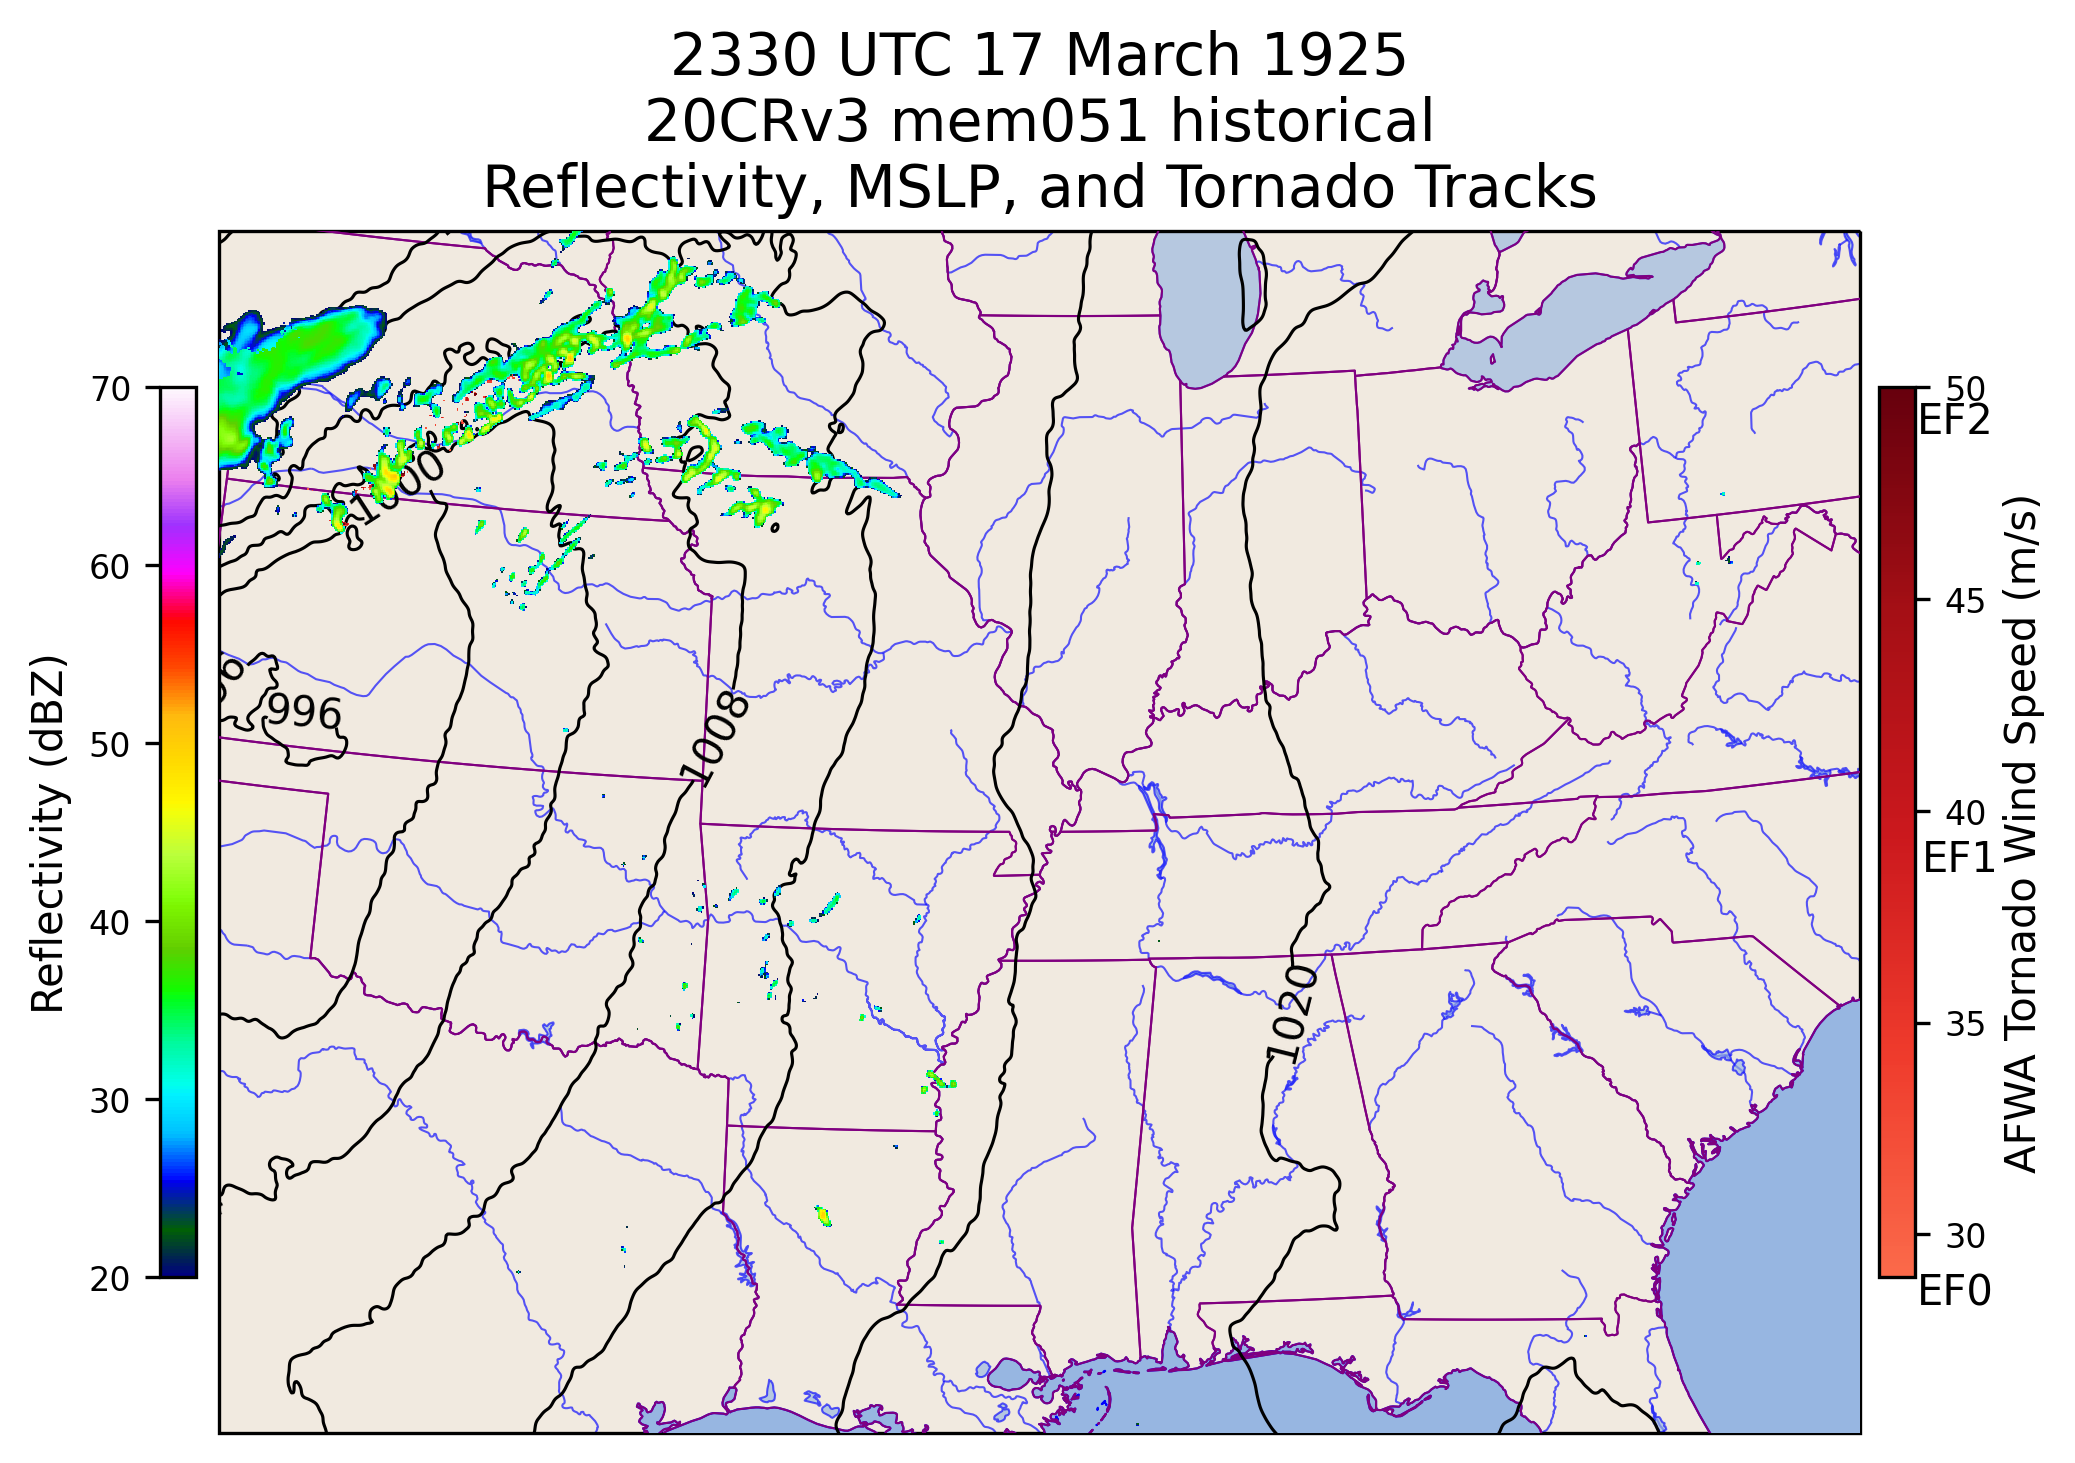 2330 UTC 17 March 1925
20CRv3 mem051 historical
Reflectivity, MSLP, and Tornado Tracks
70
60
50
40
30
20
Reflectivity (dBZ)
1000
996
1008
1020
50
EF2
45
40
EF1
35
30
EF0
AFWA Tornado Wind Speed (m/s)